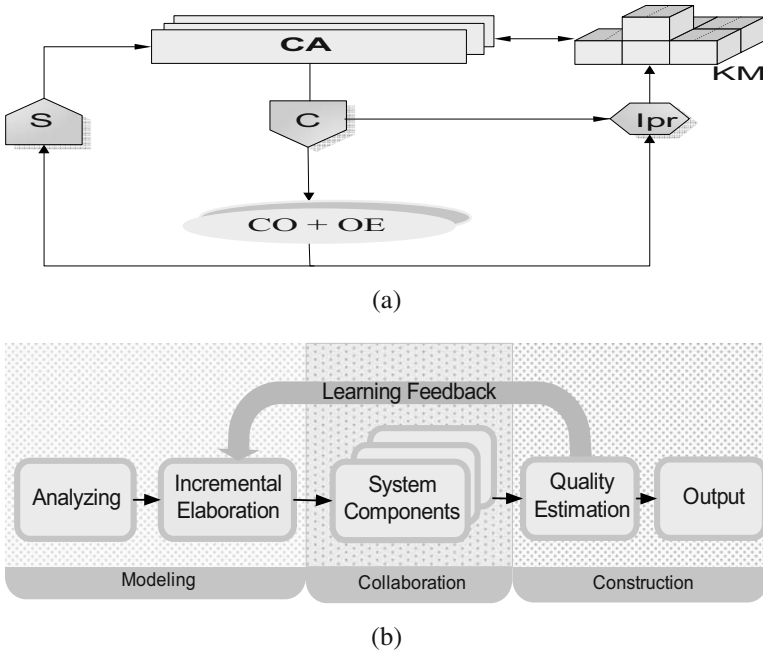 CA
KM
S
C
Ipr
CO + OE
(a)
Learning Feedback
Analyzing
Incremental
Elaboration
System
Components
Quality
Estimation
Output
Modeling
Collaboration
Construction
(b)